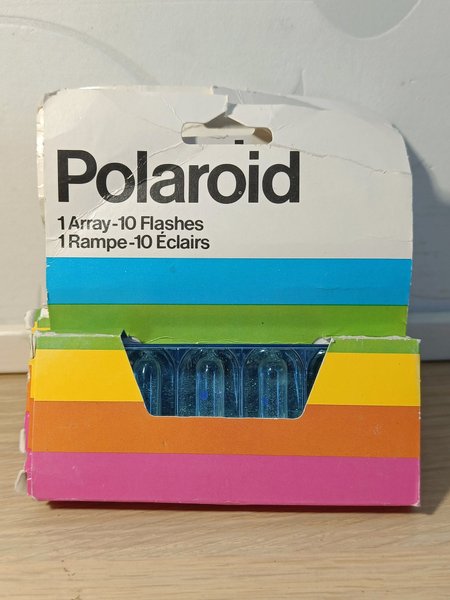 Polaroid
1 Array-10 Flashes
1 Rampe-10 Éclairs